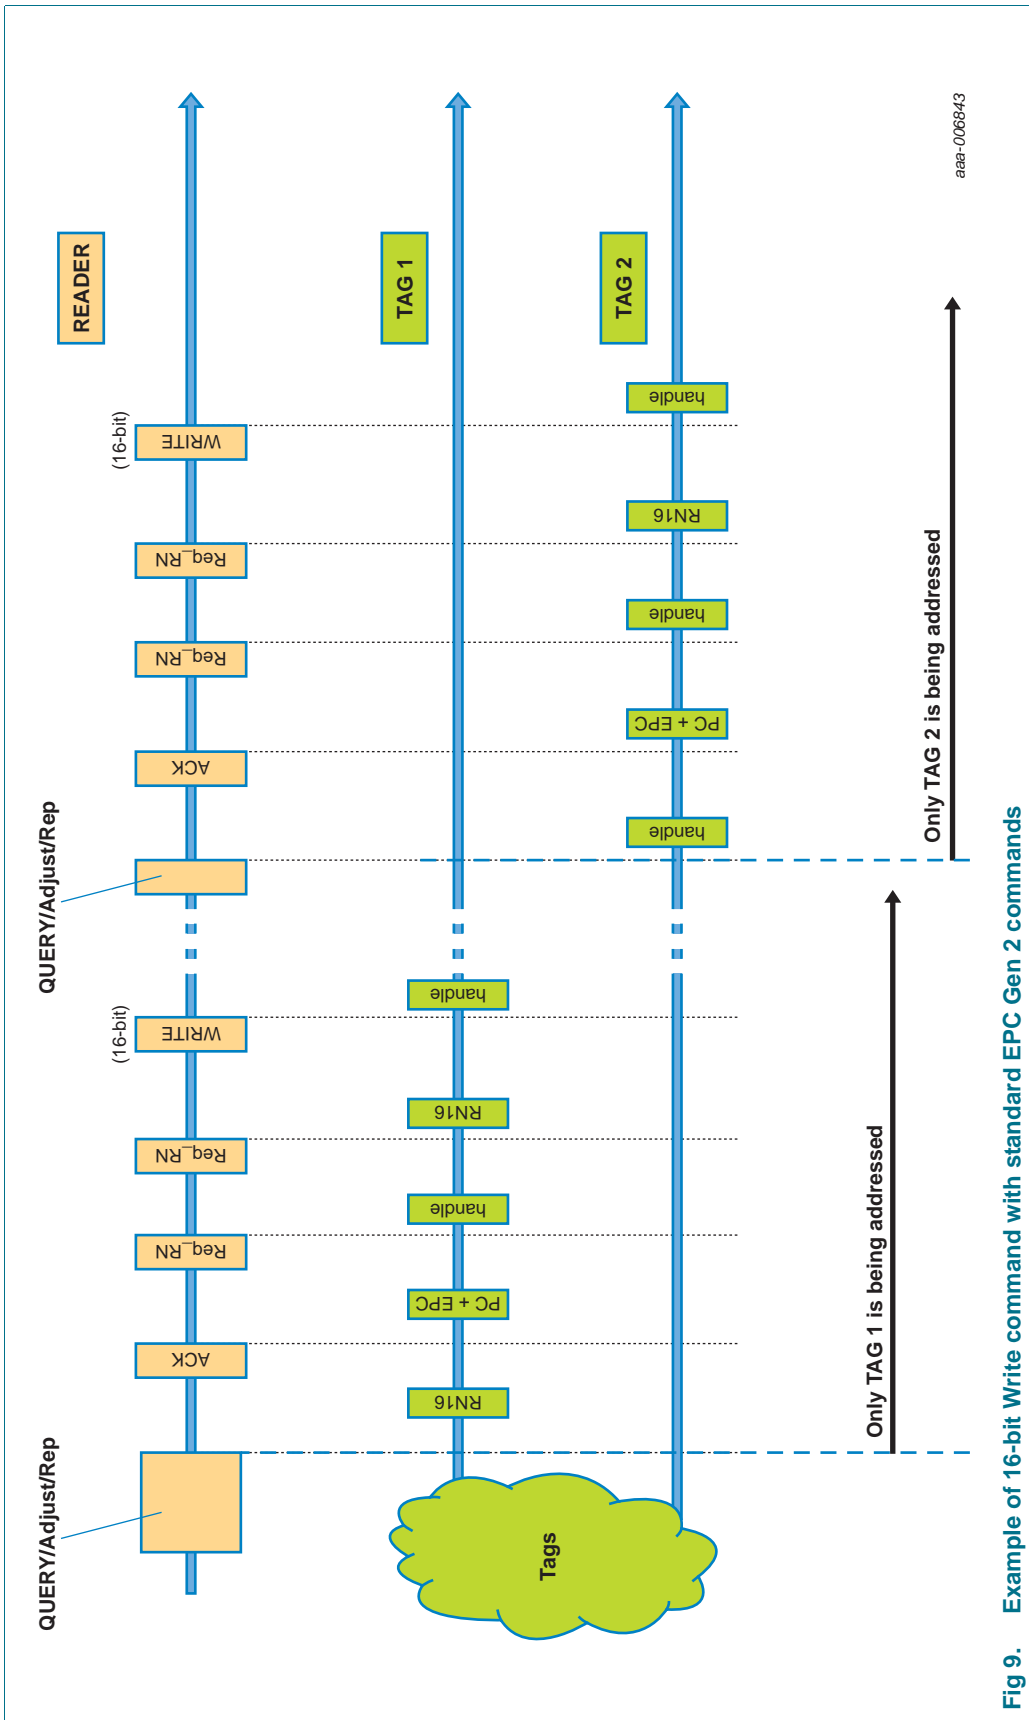 QUERY/Adjust/Rep
(16-bit)
QUERY/Adjust/Rep
(16-bit)
READER
ACK
Req_RN
Req_RN
WRITE
ACK
Req_RN
Req_RN
WRITE
TAG 1
RN16
PC + EPC
handle
RN16
handle
Tags
TAG 2
handle
PC + EPC
handle
RN16
handle
Only TAG 1 is being addressed
Only TAG 2 is being addressed
aaa-006843
Fig 9. Example of 16-bit Write command with standard EPC Gen 2 commands